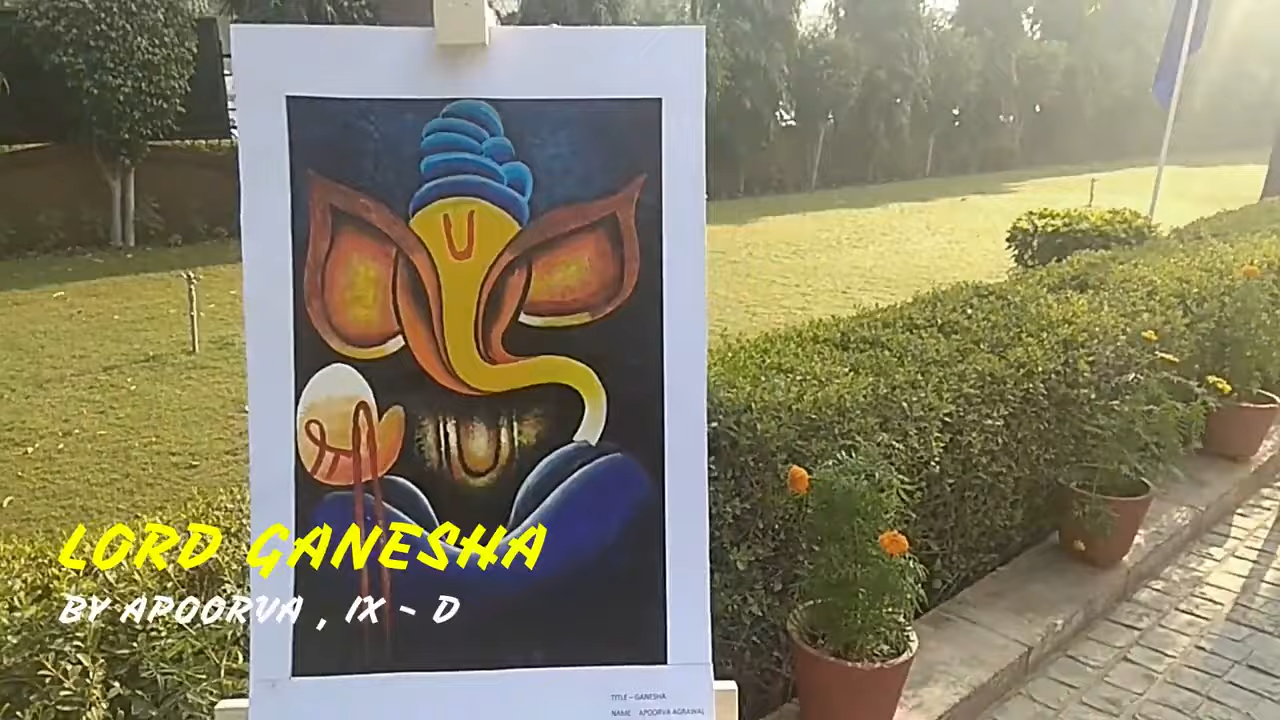 LORD GANESHA
BY APOORVA , IX - D
TITLE - GANESHA
NAME APOORVA AGRAWAL